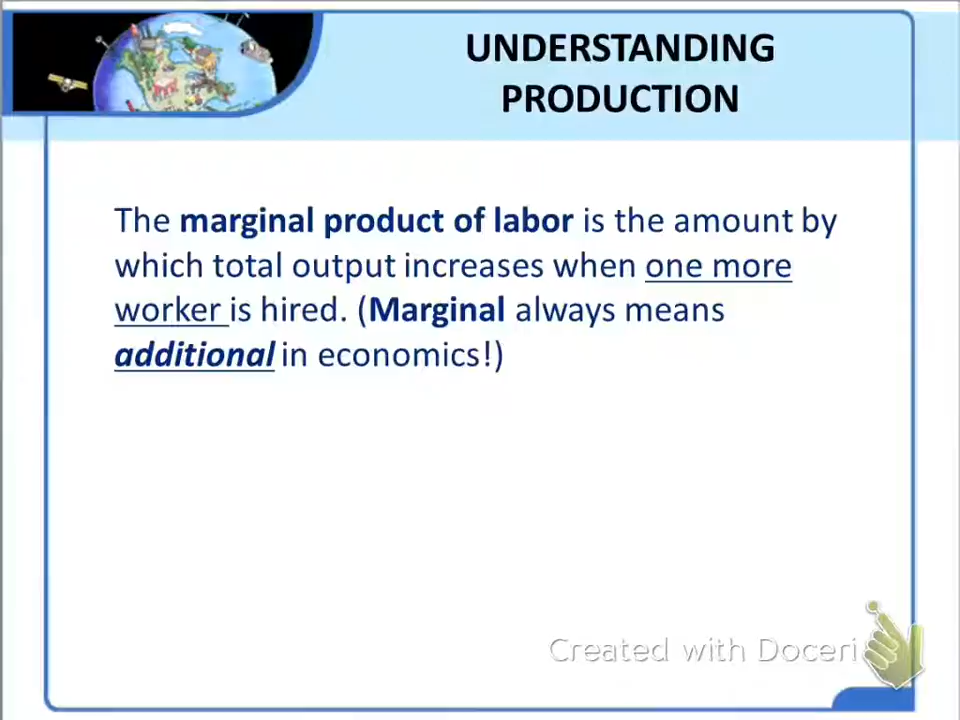 UNDERSTANDING
PRODUCTION
The marginal product of labor is the amount by
which total output increases when one more
worker is hired. (Marginal always means
additional in economics!)
Created with Doceri